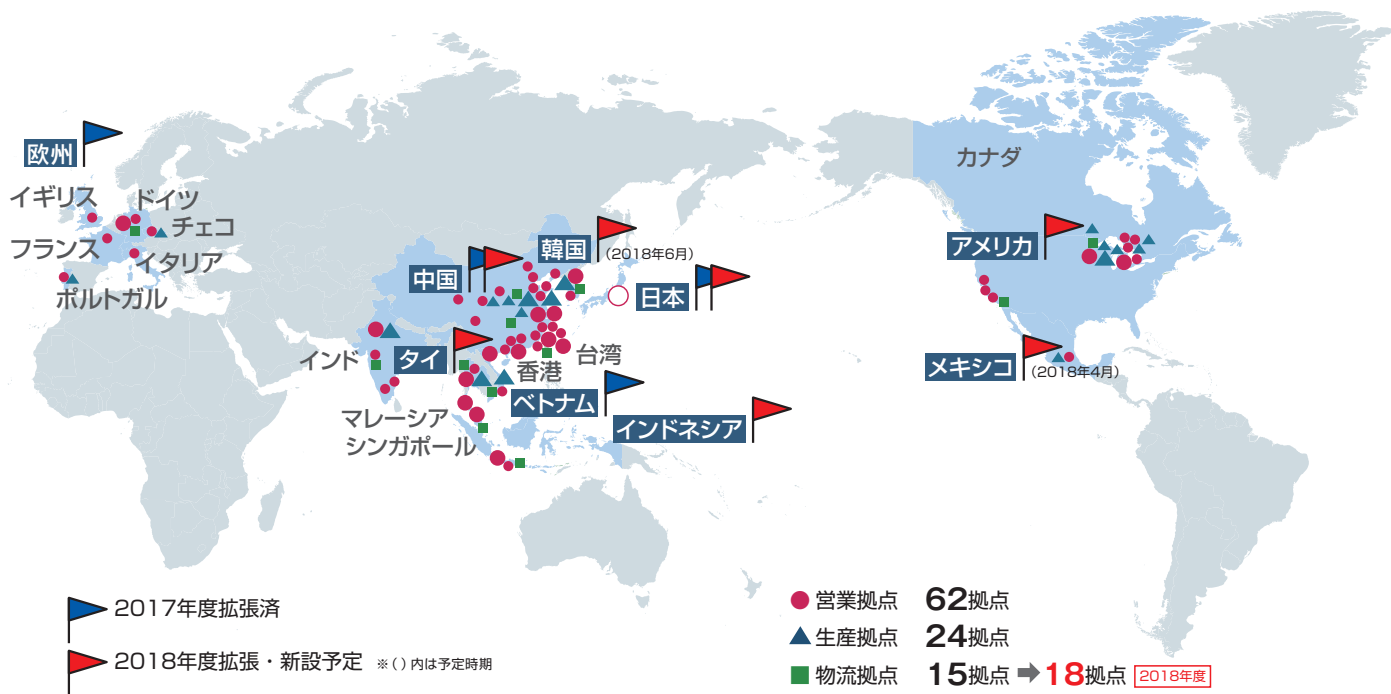 欧州
イギリス
ドイツ
チェコ
フランス
イタリア
ポルトガル
中国
韓国
(2018年6月)
日本
インド
タイ
台湾
香港
ベトナム
マレーシア
シンガポール
インドネシア
カナダ
アメリカ
メキシコ
(2018年4月)
2017年度拡張済
2018年度拡張・新設予定 ※( )内は予定時期
営業拠点 62拠点
生産拠点 24拠点
物流拠点 15拠点 ➡ 18拠点 2018年度